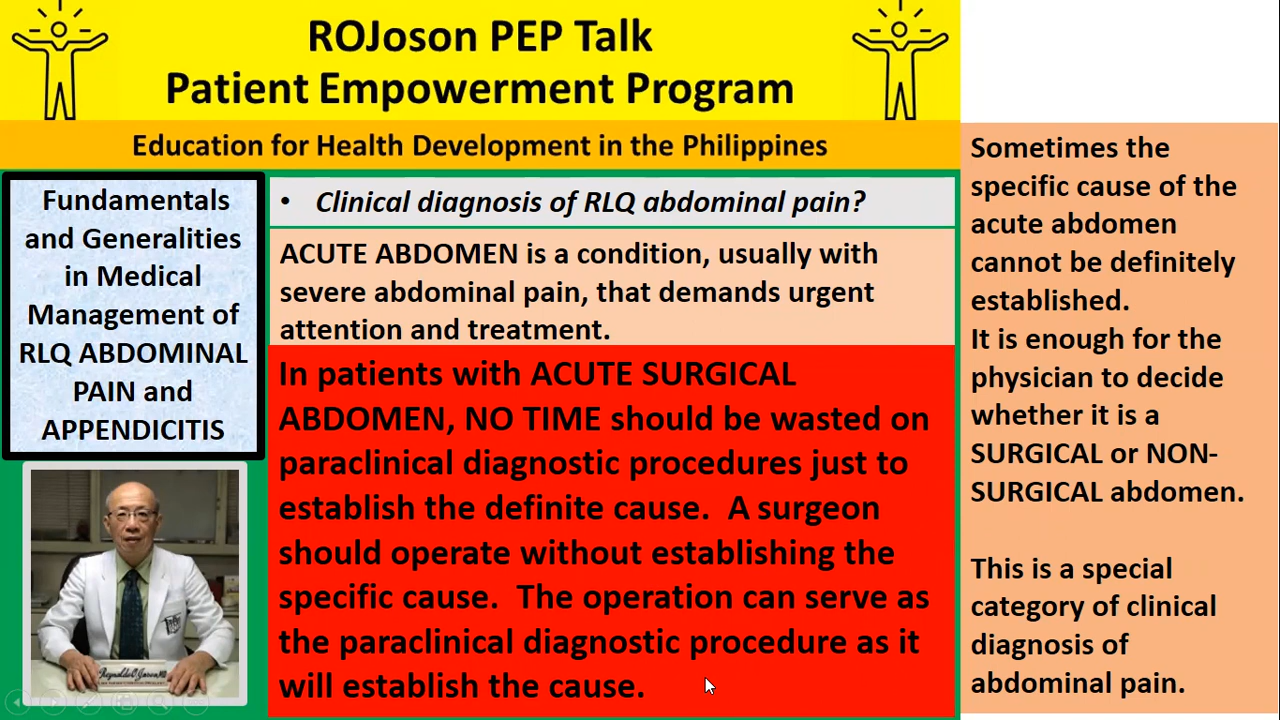 ROJoson PEP Talk
Patient Empowerment Program
Education for Health Development in the Philippines
Fundamentals
and Generalities
in Medical
Management of
RLQ ABDOMINAL
PAIN and
APPENDICITIS
• Clinical diagnosis of RLQ abdominal pain?
ACUTE ABDOMEN is a condition, usually with
severe abdominal pain, that demands urgent
attention and treatment.
In patients with ACUTE SURGICAL
ABDOMEN, NO TIME should be wasted on
paraclinical diagnostic procedures just to
establish the definite cause. A surgeon
should operate without establishing the
specific cause. The operation can serve as
the paraclinical diagnostic procedure as it
will establish the cause.
Sometimes the
specific cause of the
acute abdomen
cannot be definitely
established.
It is enough for the
physician to decide
whether it is a
SURGICAL or NON-
SURGICAL abdomen.
This is a special
category of clinical
diagnosis of
abdominal pain.
Reynaldo O. Joson, MD